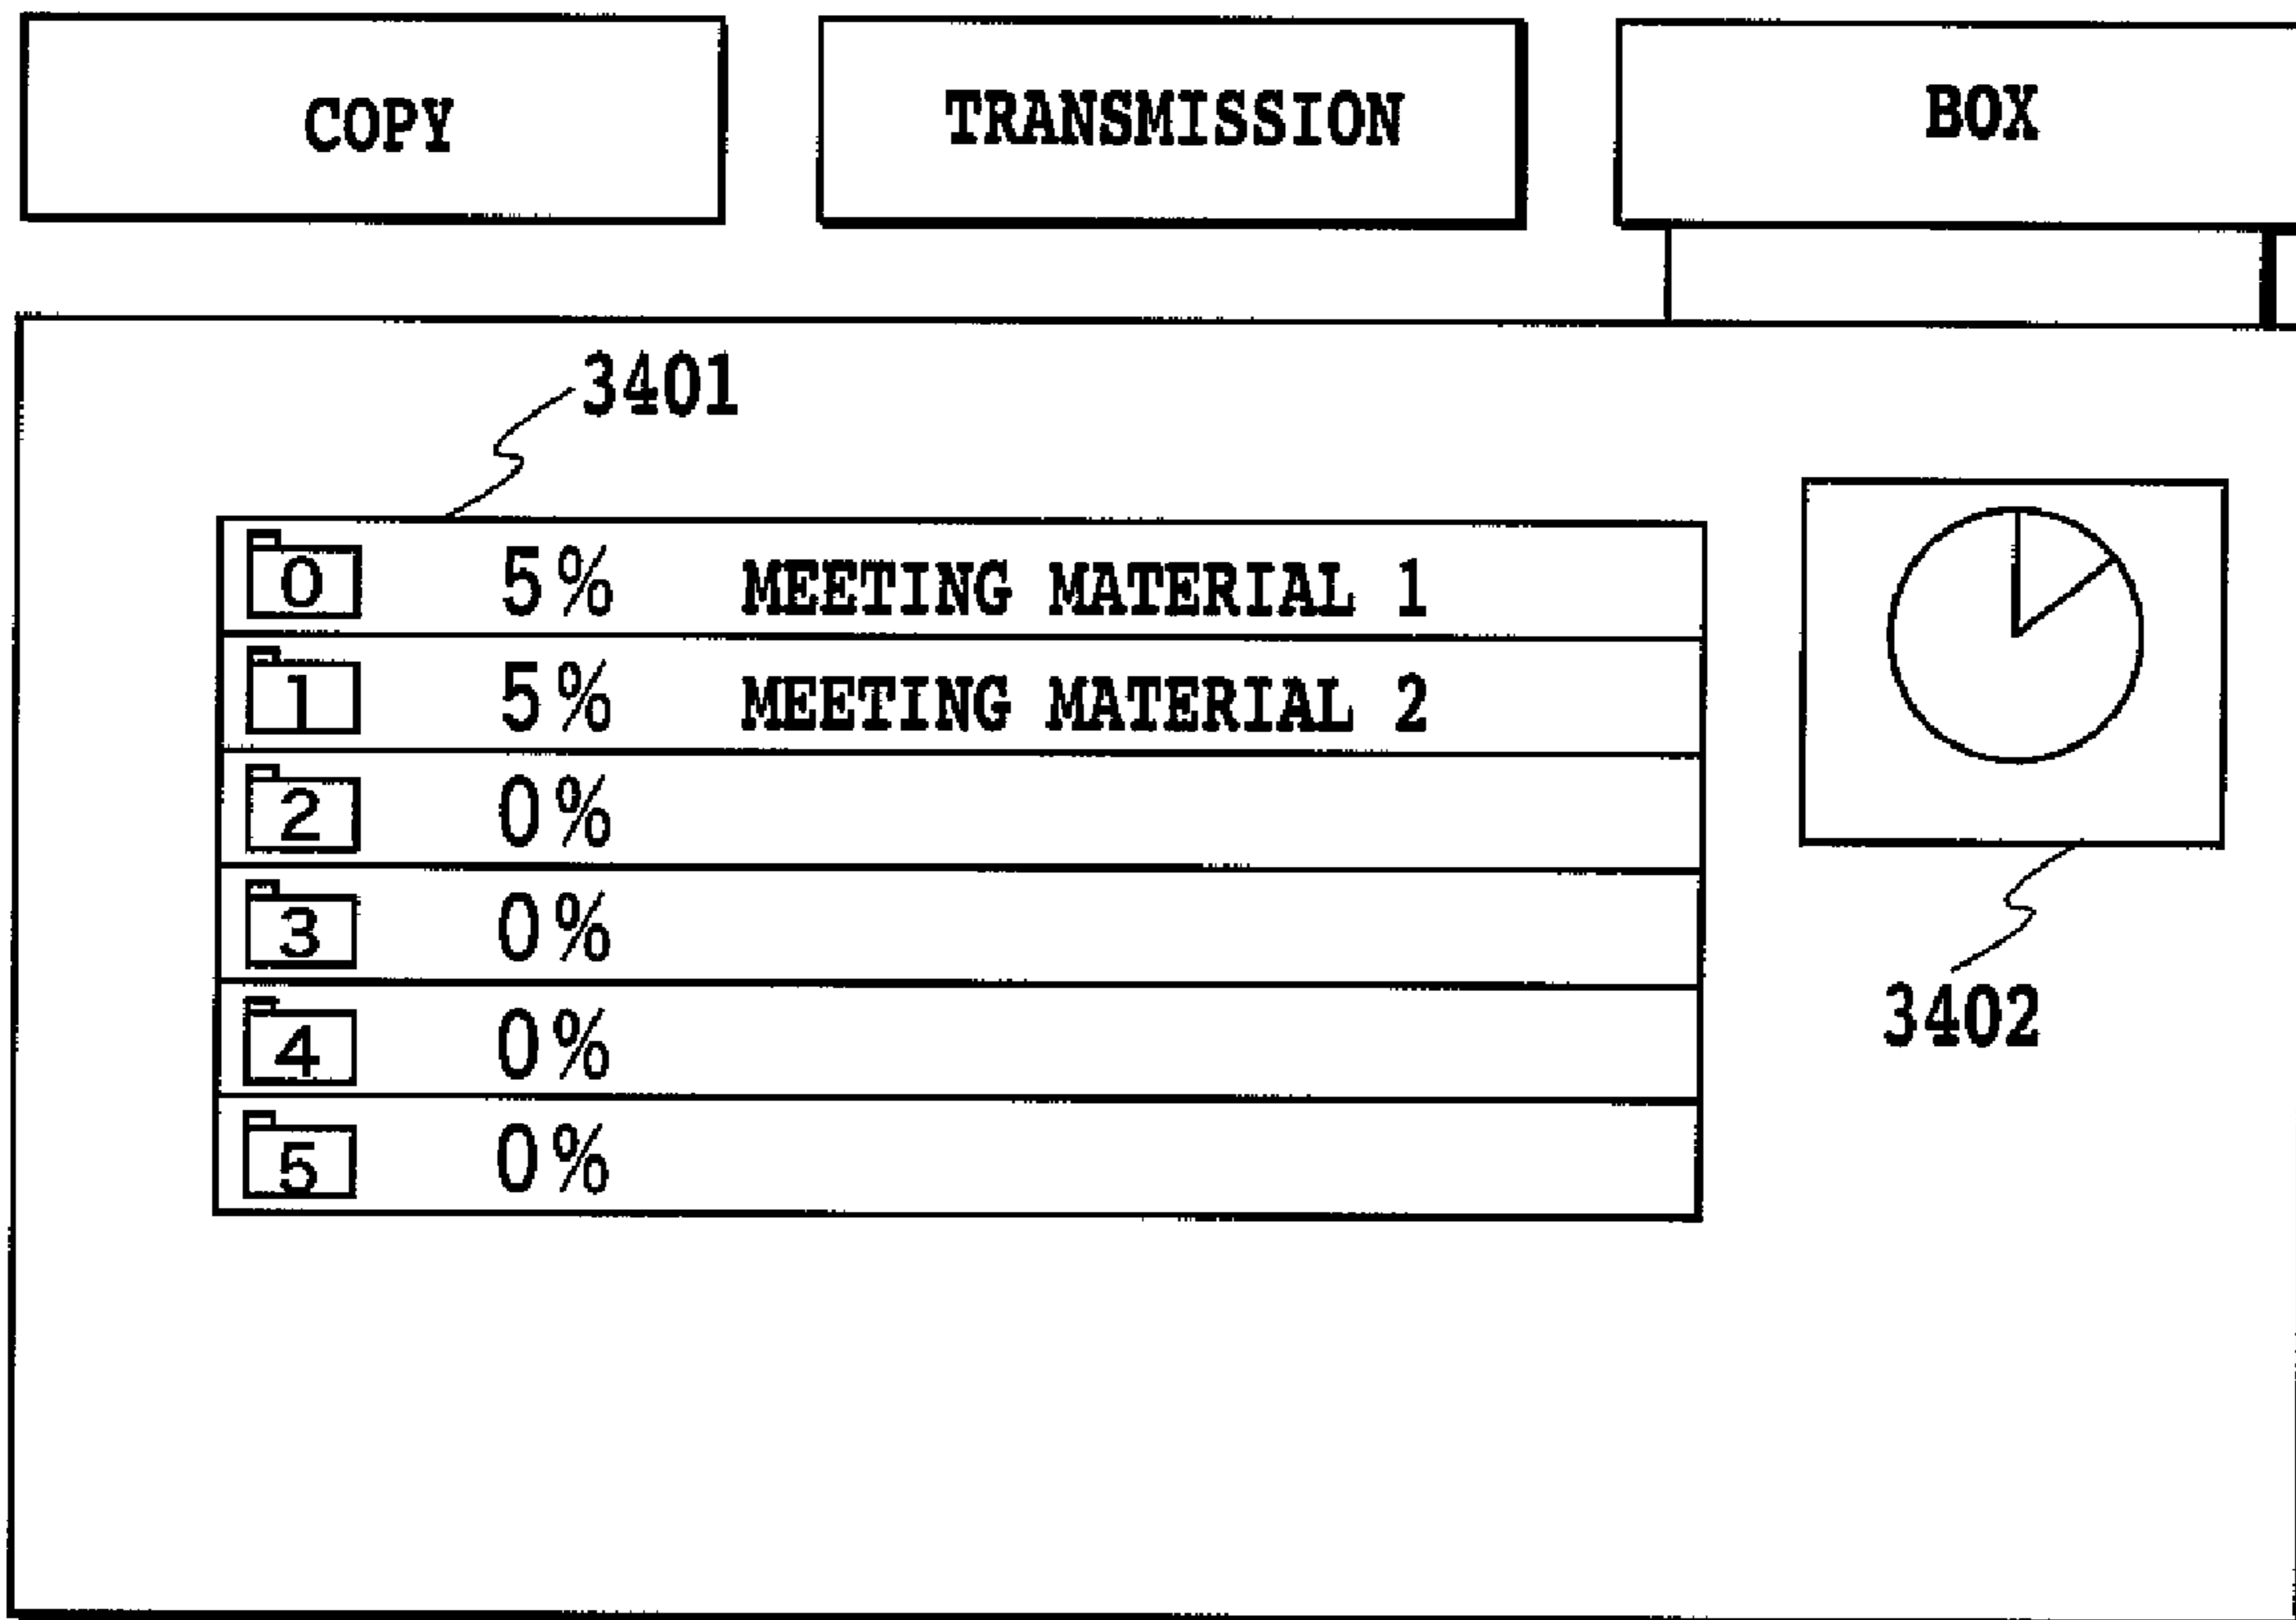 COPY TRANSMISSION BOX
3401
0 5% MEETING MATERIAL 1
1 5% MEETING MATERIAL 2
2 0%
3 0%
4 0%
5 0%
3402